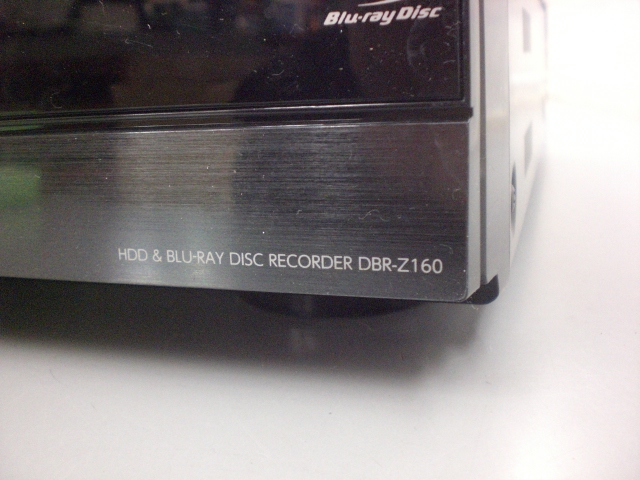 Blu-ray Disc
HDD & BLU-RAY DISC RECORDER DBR-Z160